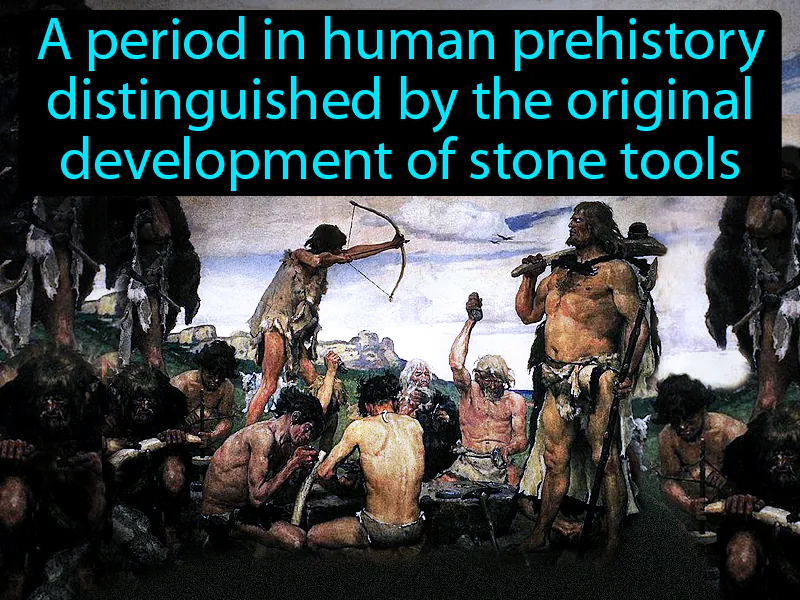 A period in human prehistory
distinguished by the original
development of stone tools